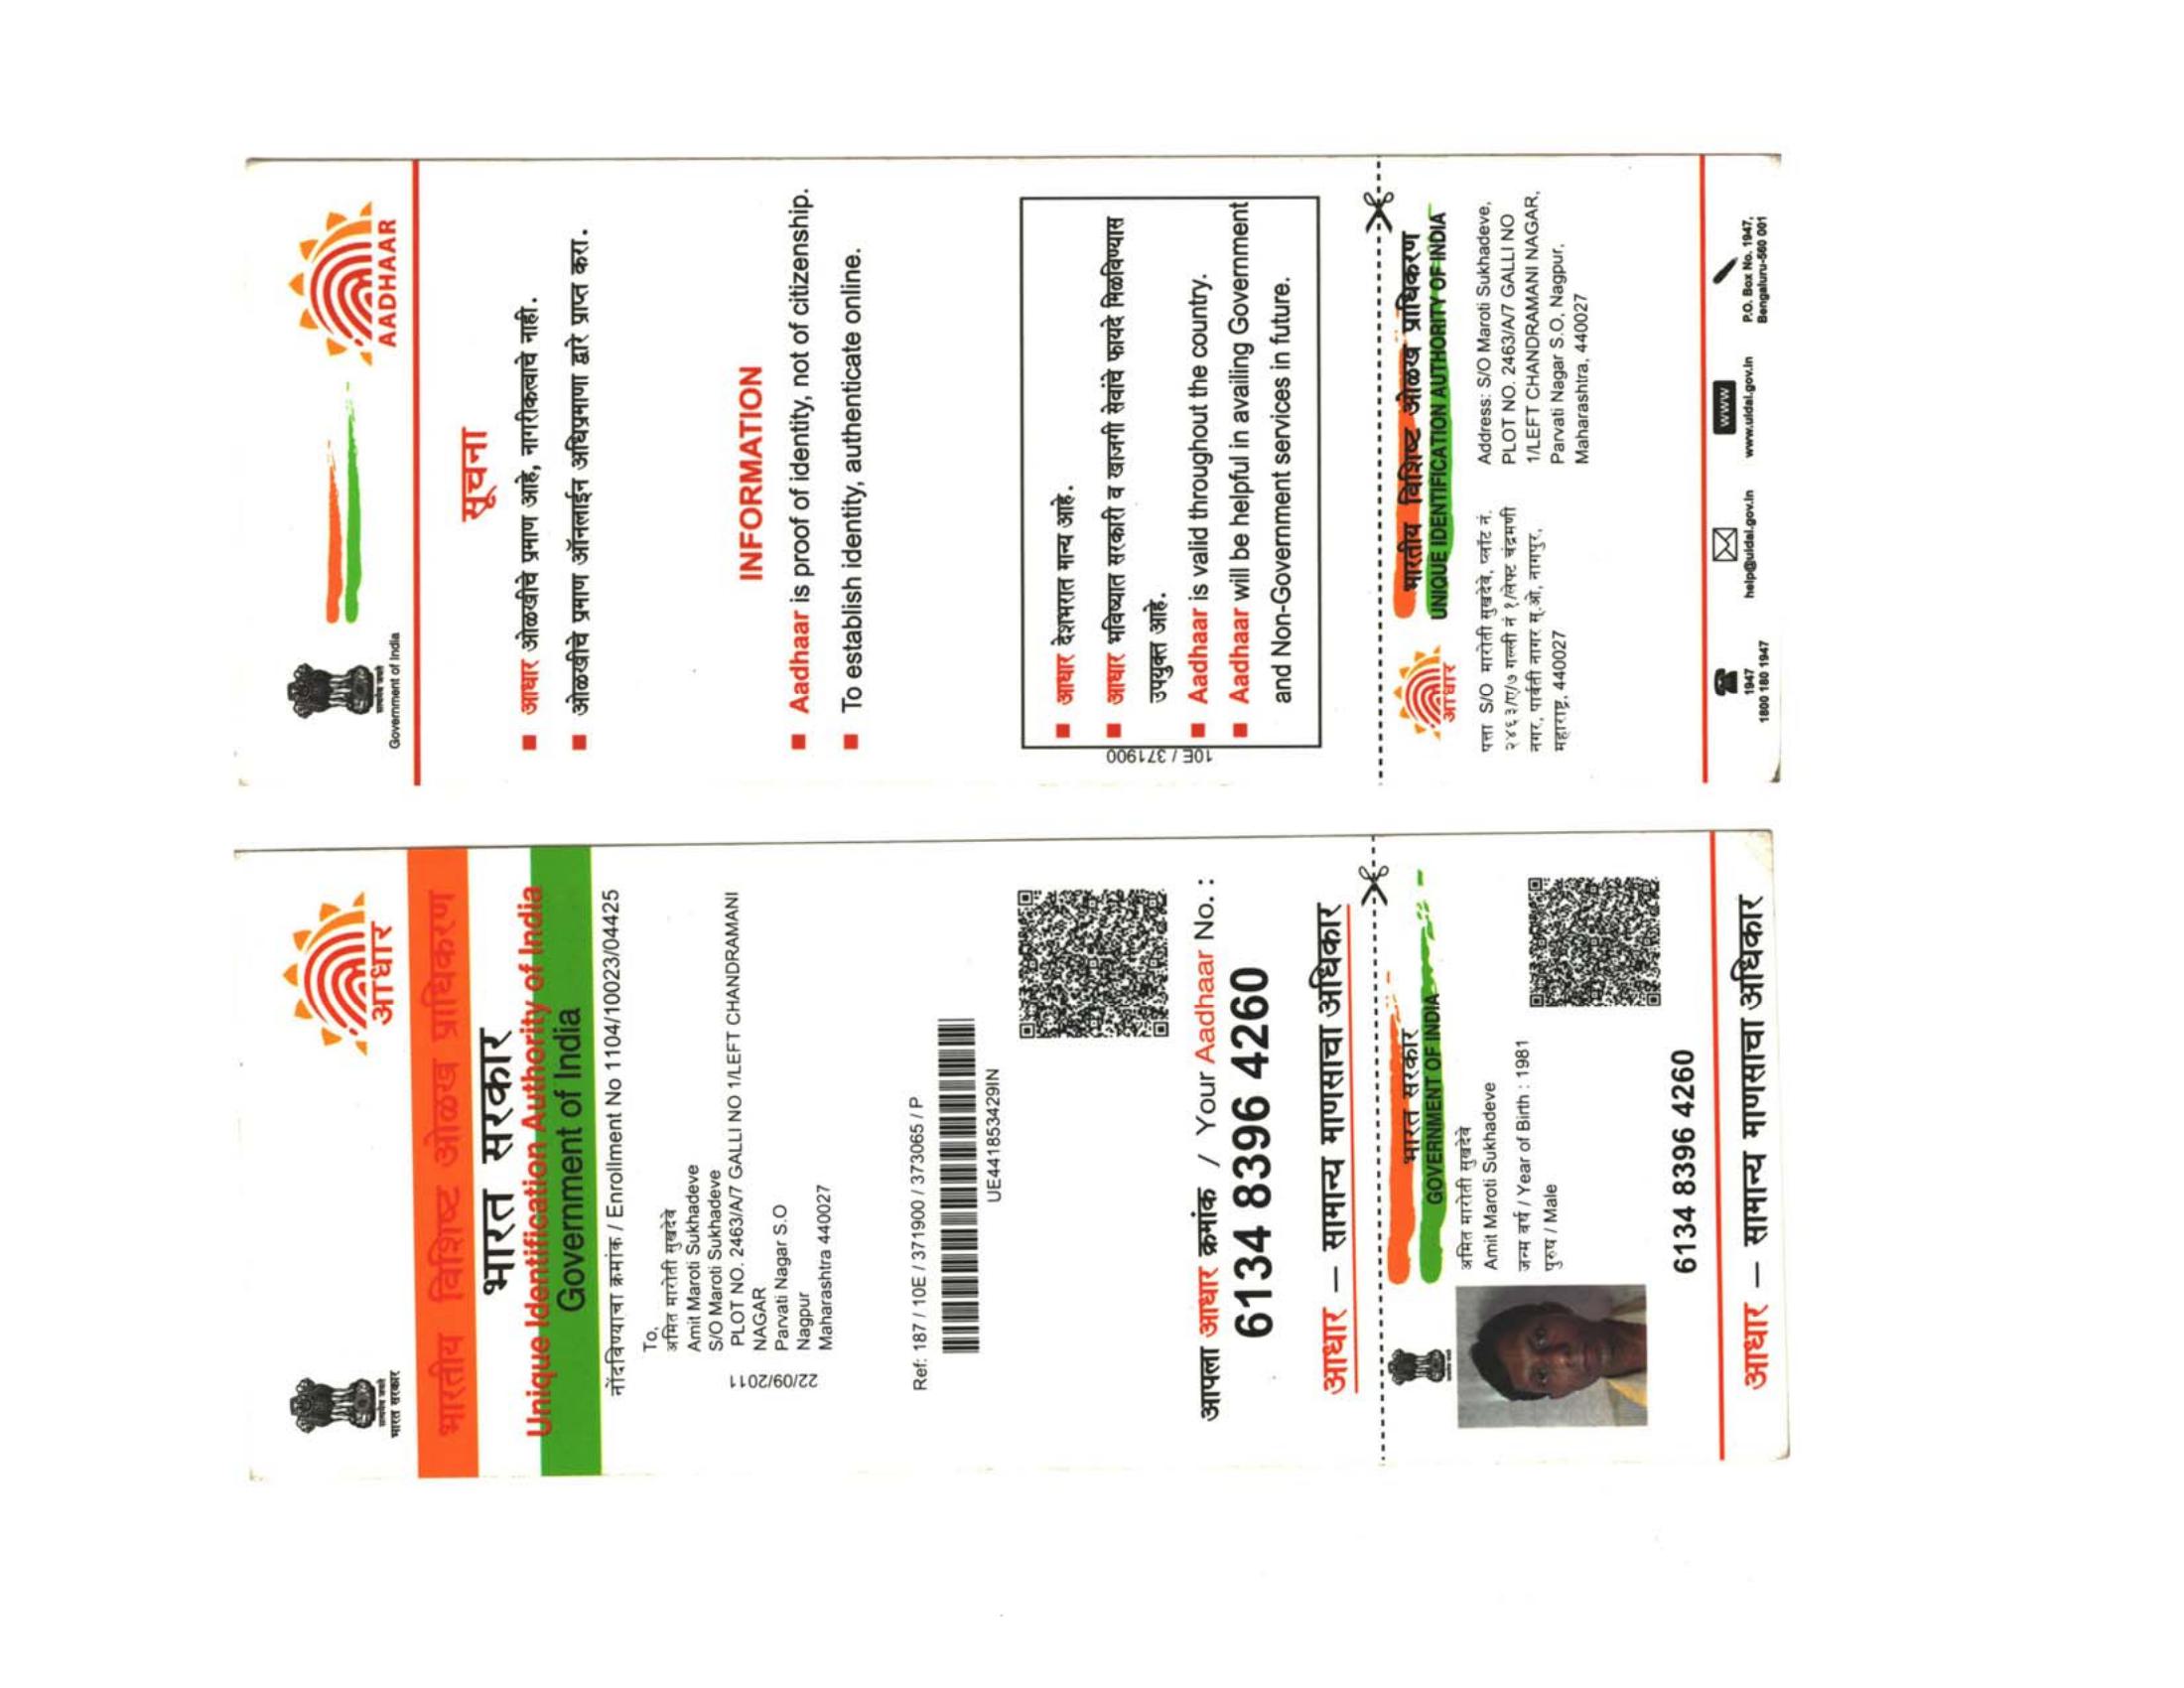 सत्यमेव जयते
भारत सरकार
आधार
भारतीय विशिष्ट ओळख प्राधिकरण
भारत सरकार
Unique Identification Authority of India
Government of India
नोंदविण्याचा क्रमांक / Enrollment No 1104/10023/04425
To,
अमित मारोती सुखदेवे
Amit Maroti Sukhadeve
S/O Maroti Sukhadeve
PLOT NO. 2463/A/7 GALLI NO 1/LEFT CHANDRAMANI
NAGAR
Parvati Nagar S.O
Nagpur
Maharashtra 440027
22/09/2011
Ref: 187 / 10E / 371900 / 373065 / P
UE441853429IN
आपला आधार क्रमांक / Your Aadhaar No. :
6134 8396 4260
आधार — सामान्य माणसाचा अधिकार
सत्यमेव जयते
भारत सरकार
GOVERNMENT OF INDIA
अमित मारोती सुखदेवे
Amit Maroti Sukhadeve
जन्म वर्ष / Year of Birth : 1981
पुरुष / Male
6134 8396 4260
आधार — सामान्य माणसाचा अधिकार
सत्यमेव जयते
Government of India
AADHAAR
सूचना
आधार ओळखीचे प्रमाण आहे, नागरीकत्वाचे नाही.
ओळखीचे प्रमाण ऑनलाईन अधिप्रमाणा द्वारे प्राप्त करा.
INFORMATION
Aadhaar is proof of identity, not of citizenship.
To establish identity, authenticate online.
आधार देशभरात मान्य आहे.
आधार भविष्यात सरकारी व खाजगी सेवांचे फायदे मिळविण्यास
उपयुक्त आहे.
Aadhaar is valid throughout the country.
Aadhaar will be helpful in availing Government
and Non-Government services in future.
10E / 371900
भारतीय विशिष्ट ओळख प्राधिकरण
UNIQUE IDENTIFICATION AUTHORITY OF INDIA
आधार
पत्ता S/O मारोती सुखदेवे, प्लॉट नं.
२४६३/ए/७ गल्ली नं १/लेफ्ट चंद्रमणी
नगर, पार्वती नागर स्.ओ, नागपुर,
महाराष्ट्र, 440027
Address: S/O Maroti Sukhadeve,
PLOT NO. 2463/A/7 GALLI NO
1/LEFT CHANDRAMANI NAGAR,
Parvati Nagar S.O, Nagpur,
Maharashtra, 440027
1947
1800 180 1947
help@uidai.gov.in
WWW
www.uidai.gov.in
P.O. Box No. 1947,
Bengaluru-560 001